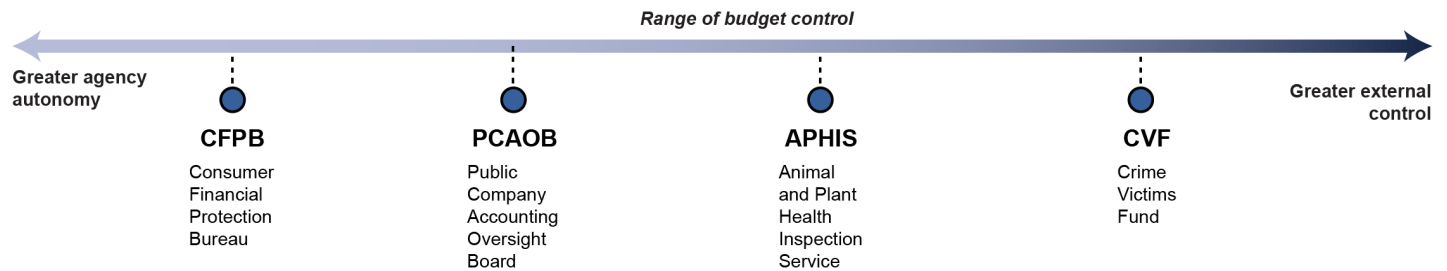 Range of budget control
Greater agency
autonomy
Greater external
control
CFPB
Consumer
Financial
Protection
Bureau
PCAOB
Public
Company
Accounting
Oversight
Board
APHIS
Animal
and Plant
Health
Inspection
Service
CVF
Crime
Victims
Fund